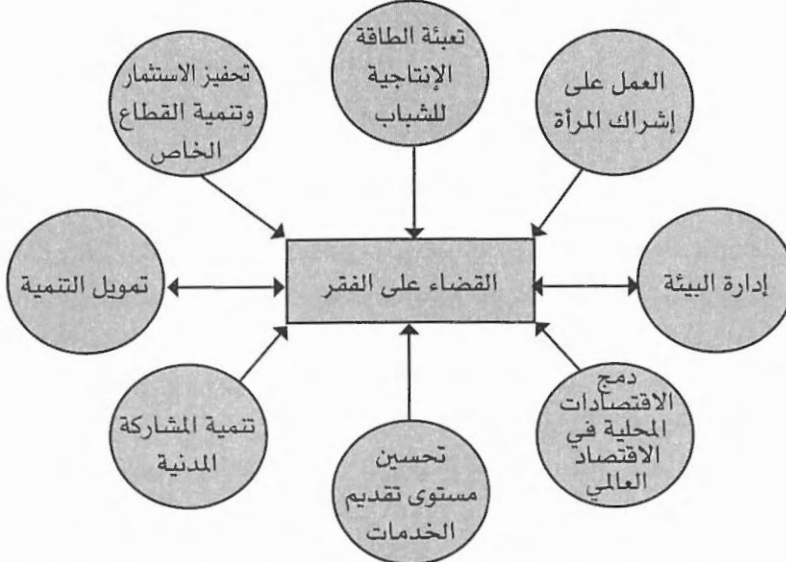 العمل على
إشراك المرأة
تعبئة الطاقة
الإنتاجية
للشباب
تحفيز الاستثمار
وتنمية القطاع
الخاص
إدارة البيئة
القضاء على الفقر
تمويل التنمية
دمج
الاقتصادات
المحلية في
الاقتصاد
العالمي
تحسين
مستوى تقديم
الخدمات
تنمية المشاركة
المدنية